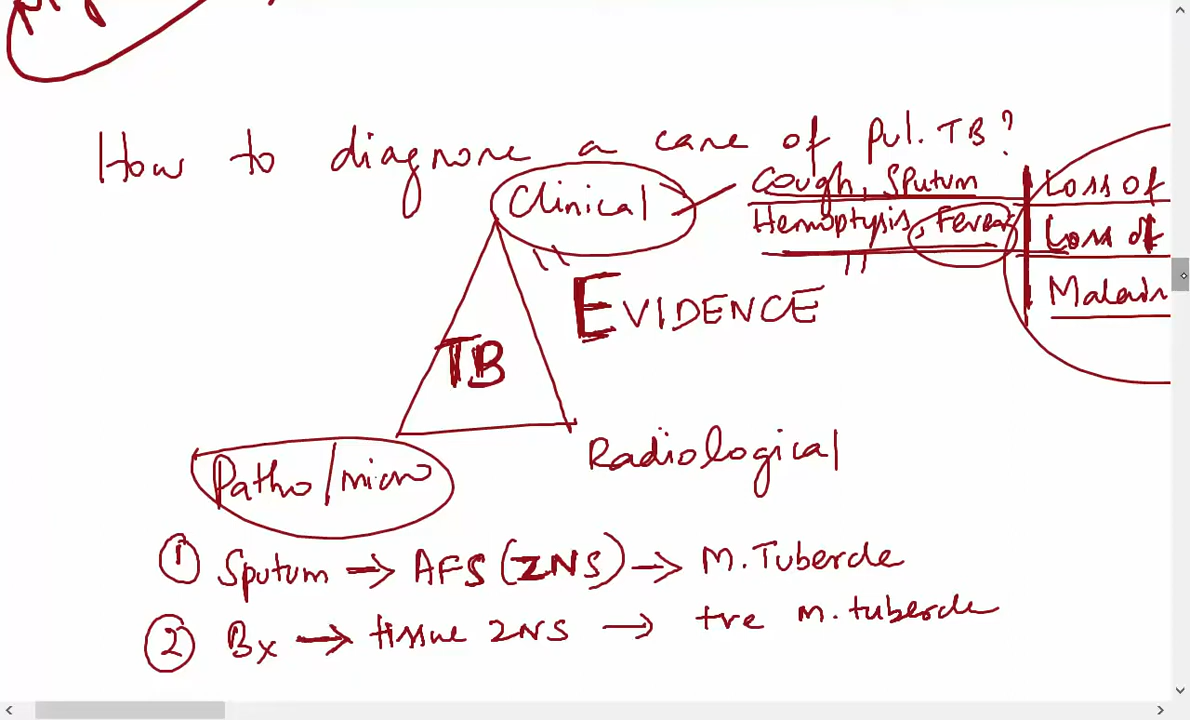 How to diagnose a case of Pul. TB?
Clinical
Cough, Sputum
Hemoptysis, Fever
Loss of
Loss of
Malain
EVIDENCE
TB
Patho/micro
Radiological
① Sputum → AFS (ZNS) → M. Tubercle
② Bx → tissue ZNS → +ve m. tubercle